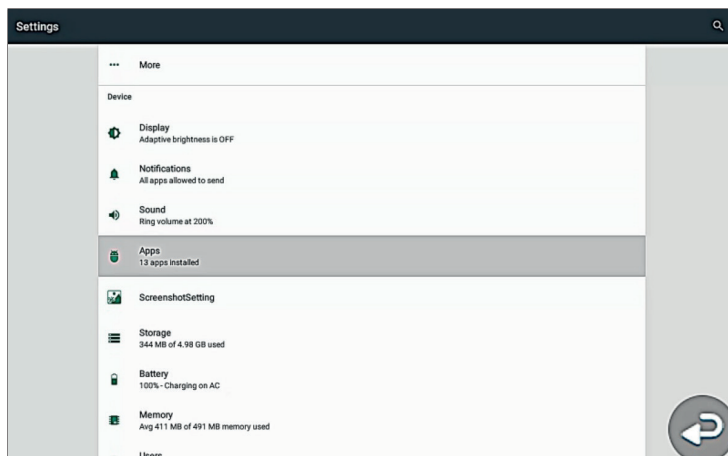 Settings
More
Device
Display
Adaptive brightness is OFF
Notifications
All apps allowed to send
Sound
Ring volume at 200%
Apps
13 apps installed
ScreenshotSetting
Storage
344 MB of 4.98 GB used
Battery
100% - Charging on AC
Memory
Avg 411 MB of 491 MB memory used
Users